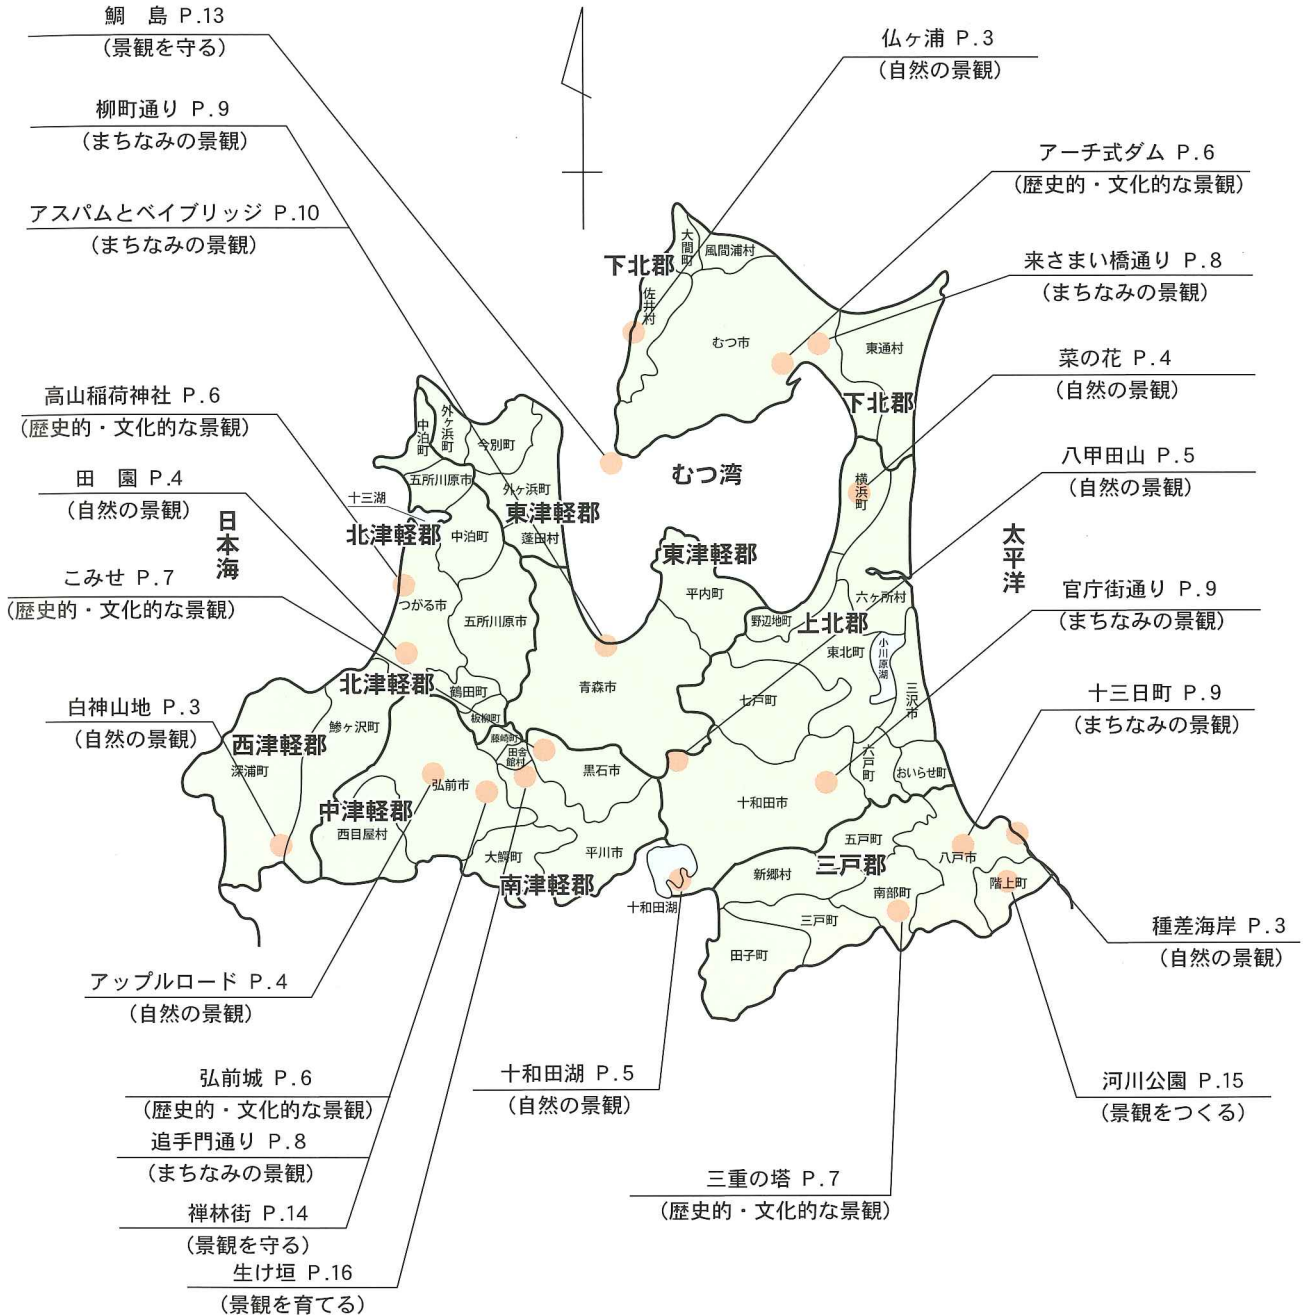 鯛 島 P.13
(景観を守る)
柳町通り P.9
(まちなみの景観)
アスパムとベイブリッジ P.10
(まちなみの景観)
高山稲荷神社 P.6
(歴史的・文化的な景観)
田 園 P.4
(自然の景観)
こみせ P.7
(歴史的・文化的な景観)
白神山地 P.3
(自然の景観)
アップルロード P.4
(自然の景観)
弘前城 P.6
(歴史的・文化的な景観)
追手門通り P.8
(まちなみの景観)
禅林街 P.14
(景観を守る)
生け垣 P.16
(景観を育てる)
仏ヶ浦 P.3
(自然の景観)
アーチ式ダム P.6
(歴史的・文化的な景観)
来さまい橋通り P.8
(まちなみの景観)
菜の花 P.4
(自然の景観)
八甲田山 P.5
(自然の景観)
官庁街通り P.9
(まちなみの景観)
十三日町 P.9
(まちなみの景観)
種差海岸 P.3
(自然の景観)
河川公園 P.15
(景観をつくる)
三重の塔 P.7
(歴史的・文化的な景観)
十和田湖 P.5
(自然の景観)
日本海
太平洋
むつ湾
下北郡
大間町
風間浦村
佐井村
むつ市
東通村
下北郡
横浜町
中泊町
外ヶ浜町
今別町
五所川原市
十三湖
外ヶ浜町
東津軽郡
北津軽郡
中泊町
蓬田村
東津軽郡
平内町
つがる市
五所川原市
野辺地町
上北郡
六ヶ所村
東北町
小川原湖
三沢市
北津軽郡
鶴田町
板柳町
青森市
七戸町
鰺ヶ沢町
西津軽郡
深浦町
藤崎町
田舎館村
黒石市
六戸町
おいらせ町
弘前市
十和田市
中津軽郡
西目屋村
大鰐町
平川市
南津軽郡
十和田湖
五戸町
八戸市
三戸郡
新郷村
南部町
階上町
三戸町
田子町